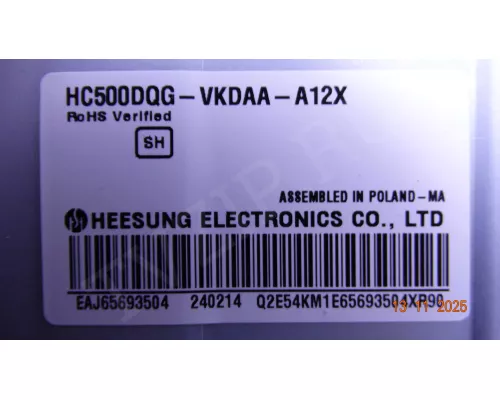 HC500DQG-VKDAA-A12X
RoHS Verified
SH
ASSEMBLED IN POLAND-MA
HEESUNG ELECTRONICS CO., LTD
EAJ65693504 240214 Q2E54KM1E65693504XR90
13 11 2025